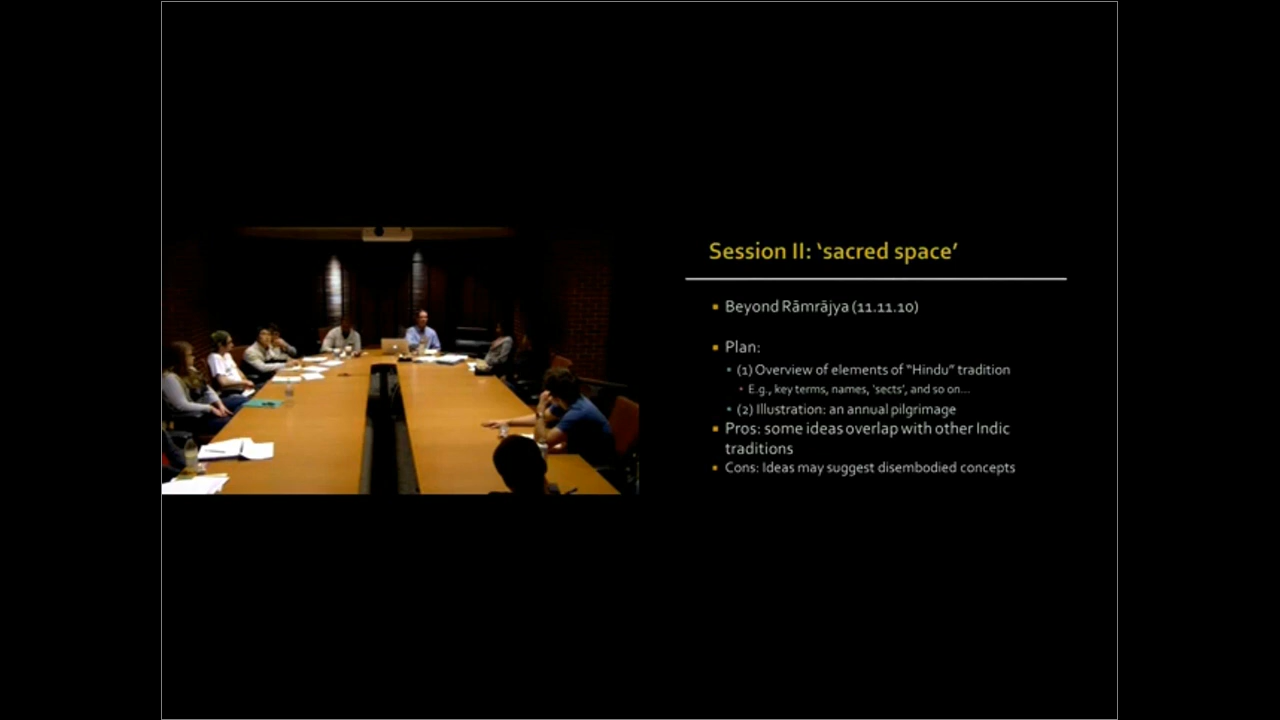 Session II: ‘sacred space’
Beyond Rāmrājya (11.11.10)
Plan:
(1) Overview of elements of “Hindu” tradition
E.g., key terms, names, ‘sects’, and so on…
(2) Illustration: an annual pilgrimage
Pros: some ideas overlap with other Indic
traditions
Cons: Ideas may suggest disembodied concepts